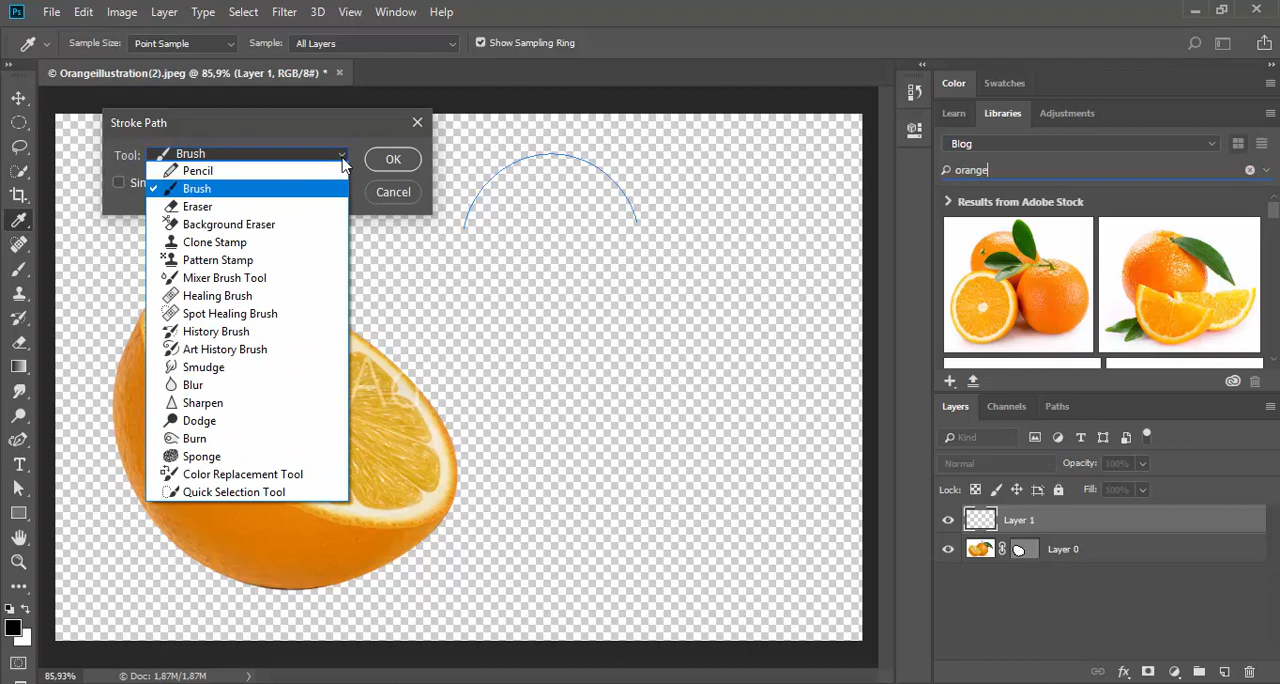 Ps File Edit Image Layer Type Select Filter 3D View Window Help
Sample Size: Point Sample Sample: All Layers Show Sampling Ring
© Orangeillustration(2).jpeg @ 85,9% (Layer 1, RGB/8#) * ×
Stroke Path
Tool: Brush
Sim
OK
Cancel
Pencil
Brush
Eraser
Background Eraser
Clone Stamp
Pattern Stamp
Mixer Brush Tool
Healing Brush
Spot Healing Brush
History Brush
Art History Brush
Smudge
Blur
Sharpen
Dodge
Burn
Sponge
Color Replacement Tool
Quick Selection Tool
Color Swatches
Learn Libraries Adjustments
Blog
orange
Results from Adobe Stock
Layers Channels Paths
Kind
Normal Opacity: 100%
Lock: Fill: 100%
Layer 1
Layer 0
fx
85,93% © Doc: 1,87M/1,87M